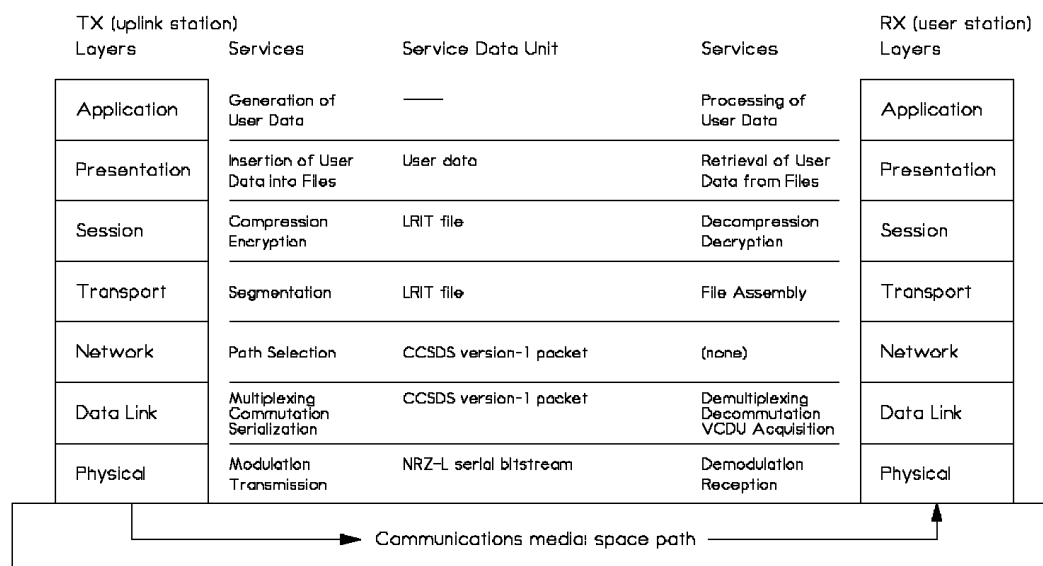 TX (uplink station)
RX (user station)
Layers
Services
Service Data Unit
Services
Layers
Application
Generation of
User Data
Processing of
User Data
Application
Presentation
Insertion of User
Data into Files
User data
Retrieval of User
Data from Files
Presentation
Session
Compression
Encryption
LRIT file
Decompression
Decryption
Session
Transport
Segmentation
LRIT file
File Assembly
Transport
Network
Path Selection
CCSDS version-1 packet
(none)
Network
Data Link
Multiplexing
Commutation
Serialization
CCSDS version-1 packet
Demultiplexing
Decommutation
VCDU Acquisition
Data Link
Physical
Modulation
Transmission
NRZ-L serial bitstream
Demodulation
Reception
Physical
Communications media: space path